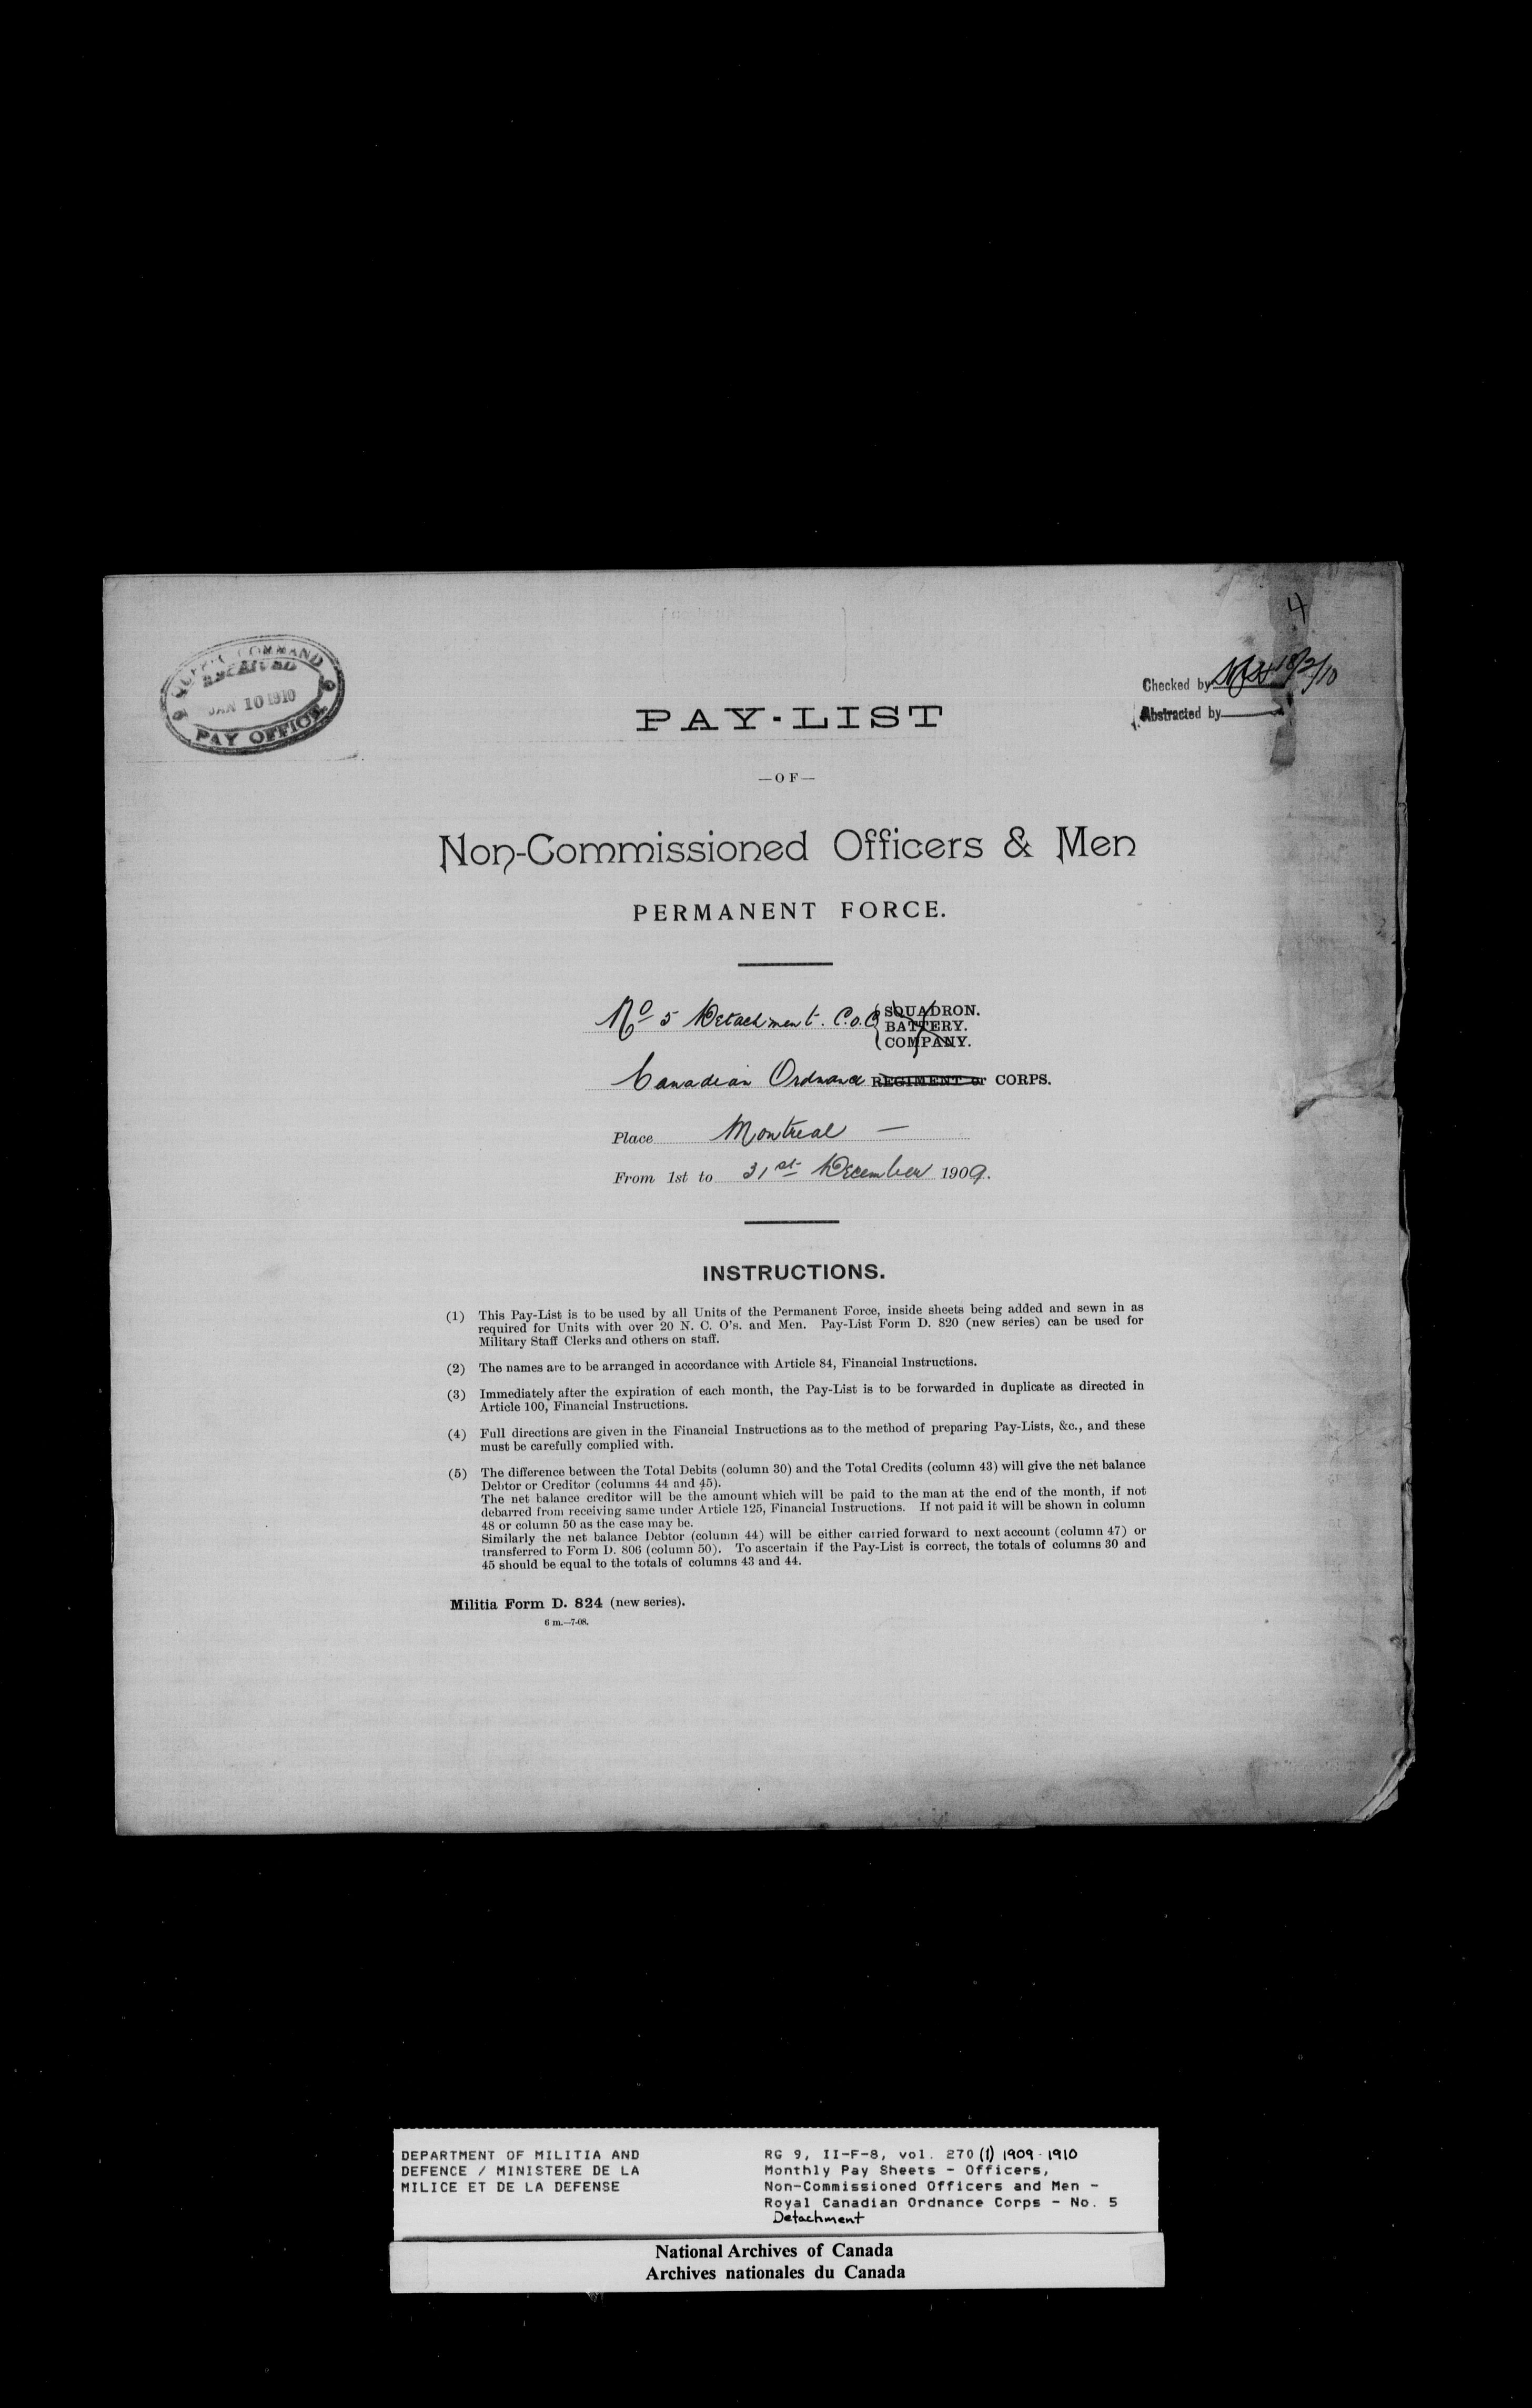 4
COMMAND
RECEIVED
JAN 10 1910
PAY OFFICE
Checked by 18/2/10
Abstracted by
PAY-LIST
—OF—
Non-Commissioned Officers & Men
PERMANENT FORCE.
No 5 Detachment. C.O.C. SQUADRON.
BATTERY.
COMPANY.
Canadian Ordnance REGIMENT or CORPS.
Place Montreal —
From 1st to 31st December 1909.
INSTRUCTIONS.
(1) This Pay-List is to be used by all Units of the Permanent Force, inside sheets being added and sewn in as
required for Units with over 20 N. C. O's. and Men. Pay-List Form D. 820 (new series) can be used for
Military Staff Clerks and others on staff.
(2) The names are to be arranged in accordance with Article 84, Financial Instructions.
(3) Immediately after the expiration of each month, the Pay-List is to be forwarded in duplicate as directed in
Article 100, Financial Instructions.
(4) Full directions are given in the Financial Instructions as to the method of preparing Pay-Lists, &c., and these
must be carefully complied with.
(5) The difference between the Total Debits (column 30) and the Total Credits (column 43) will give the net balance
Debtor or Creditor (columns 44 and 45).
The net balance creditor will be the amount which will be paid to the man at the end of the month, if not
debarred from receiving same under Article 125, Financial Instructions. If not paid it will be shown in column
48 or column 50 as the case may be.
Similarly the net balance Debtor (column 44) will be either carried forward to next account (column 47) or
transferred to Form D. 806 (column 50). To ascertain if the Pay-List is correct, the totals of columns 30 and
45 should be equal to the totals of columns 43 and 44.
Militia Form D. 824 (new series).
6 m.—7-08.
DEPARTMENT OF MILITIA AND
DEFENCE / MINISTERE DE LA
MILICE ET DE LA DEFENSE
RG 9, II-F-8, vol. 270 (1) 1909-1910
Monthly Pay Sheets - Officers,
Non-Commissioned Officers and Men -
Royal Canadian Ordnance Corps - No. 5
Detachment
National Archives of Canada
Archives nationales du Canada